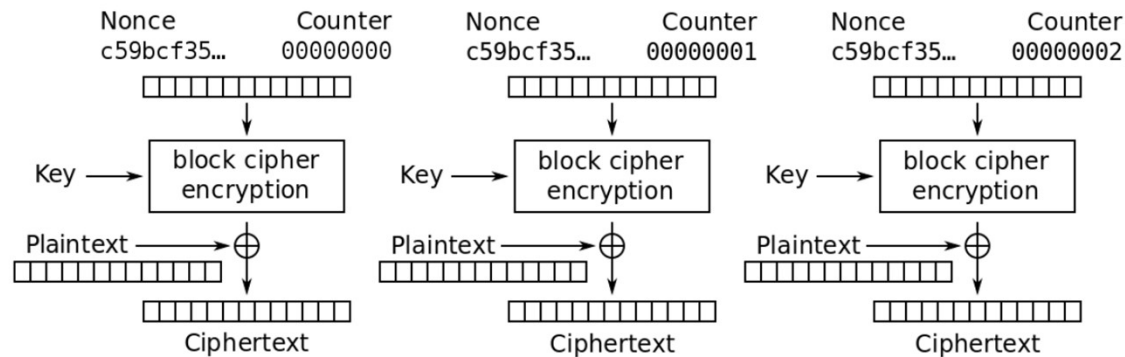 Nonce Counter Nonce Counter Nonce Counter
c59bcf35… 00000000 c59bcf35… 00000001 c59bcf35… 00000002
Key block cipher encryption Key block cipher encryption Key block cipher encryption
Plaintext Plaintext Plaintext
Ciphertext Ciphertext Ciphertext